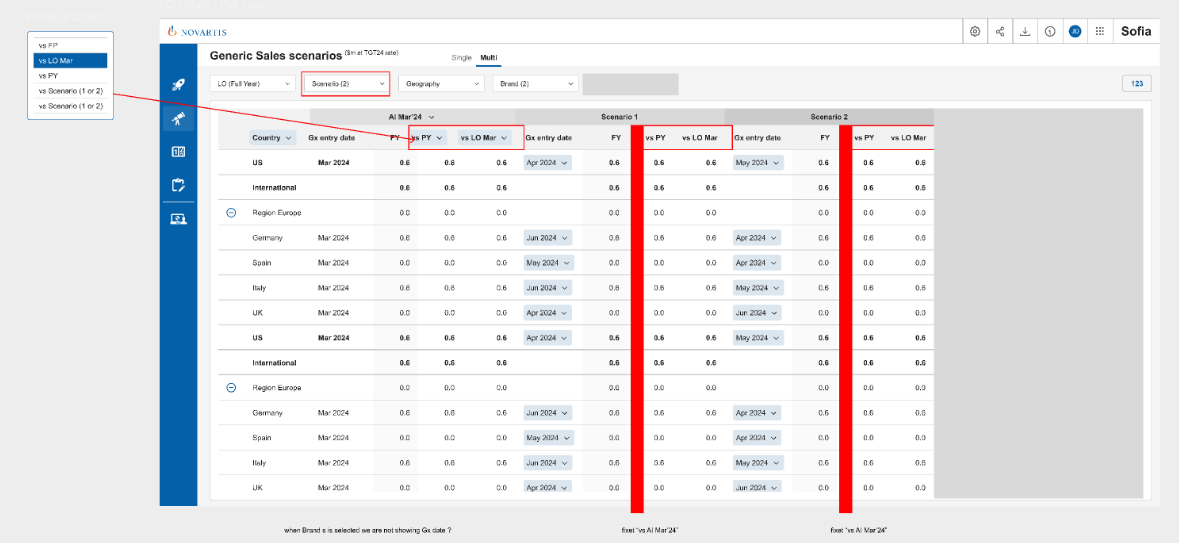 LO / Multi / Full year
vs FP
vs LO Mar
vs PY
vs Scenario (1 or 2)
vs Scenario (1 or 2)
NOVARTIS
JO
Sofia
Generic Sales scenarios ($m at TGT24 rate)
Single Multi
LO (Full Year) Scenario (2) Geography Brand (2) 123
AI Mar'24 Scenario 1 Scenario 2
Country Gx entry date FY vs PY vs LO Mar Gx entry date FY vs PY vs LO Mar Gx entry date FY vs PY vs LO Mar
US Mar 2024 0.6 0.6 0.6 Apr 2024 0.6 0.6 0.6 May 2024 0.6 0.6 0.6
International 0.6 0.6 0.6 0.6 0.6 0.6 0.6 0.6 0.6
Region Europe 0.0 0.0 0.0 0.0 0.0 0.0 0.0 0.0 0.0
Germany Mar 2024 0.6 0.6 0.6 Jun 2024 0.6 0.6 0.6 Apr 2024 0.6 0.6 0.6
Spain Mar 2024 0.0 0.0 0.0 May 2024 0.0 0.0 0.0 Apr 2024 0.0 0.0 0.0
Italy Mar 2024 0.6 0.6 0.6 Jun 2024 0.6 0.6 0.6 May 2024 0.6 0.6 0.6
UK Mar 2024 0.0 0.0 0.0 Apr 2024 0.0 0.0 0.0 Jun 2024 0.0 0.0 0.0
US Mar 2024 0.6 0.6 0.6 Apr 2024 0.6 0.6 0.6 May 2024 0.6 0.6 0.6
International 0.6 0.6 0.6 0.6 0.6 0.6 0.6 0.6 0.6
Region Europe 0.0 0.0 0.0 0.0 0.0 0.0 0.0 0.0 0.0
Germany Mar 2024 0.6 0.6 0.6 Jun 2024 0.6 0.6 0.6 Apr 2024 0.6 0.6 0.6
Spain Mar 2024 0.0 0.0 0.0 May 2024 0.0 0.0 0.0 Apr 2024 0.0 0.0 0.0
Italy Mar 2024 0.6 0.6 0.6 Jun 2024 0.6 0.6 0.6 May 2024 0.6 0.6 0.6
UK Mar 2024 0.0 0.0 0.0 Apr 2024 0.0 0.0 0.0 Jun 2024 0.0 0.0 0.0
when Brand s is selected we are not showing Gx date ? fixet "vs AI Mar'24" fixet "vs AI Mar'24"